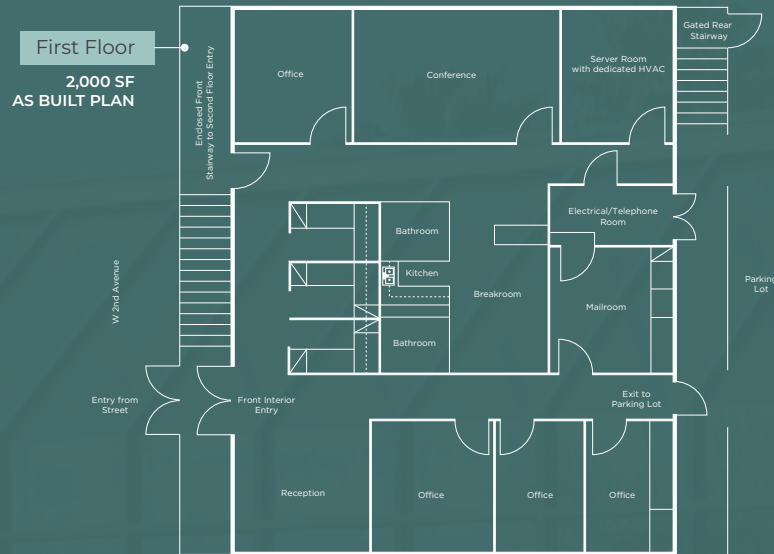 First Floor
2,000 SF
AS BUILT PLAN
Enclosed Front
Stairway to Second Floor Entry
Office
Conference
Server Room
with dedicated HVAC
Gated Rear
Stairway
Electrical/Telephone
Room
Bathroom
Kitchen
Breakroom
Mailroom
Bathroom
Parking
Lot
W 2nd Avenue
Entry from
Street
Front Interior
Entry
Exit to
Parking Lot
Reception
Office
Office
Office